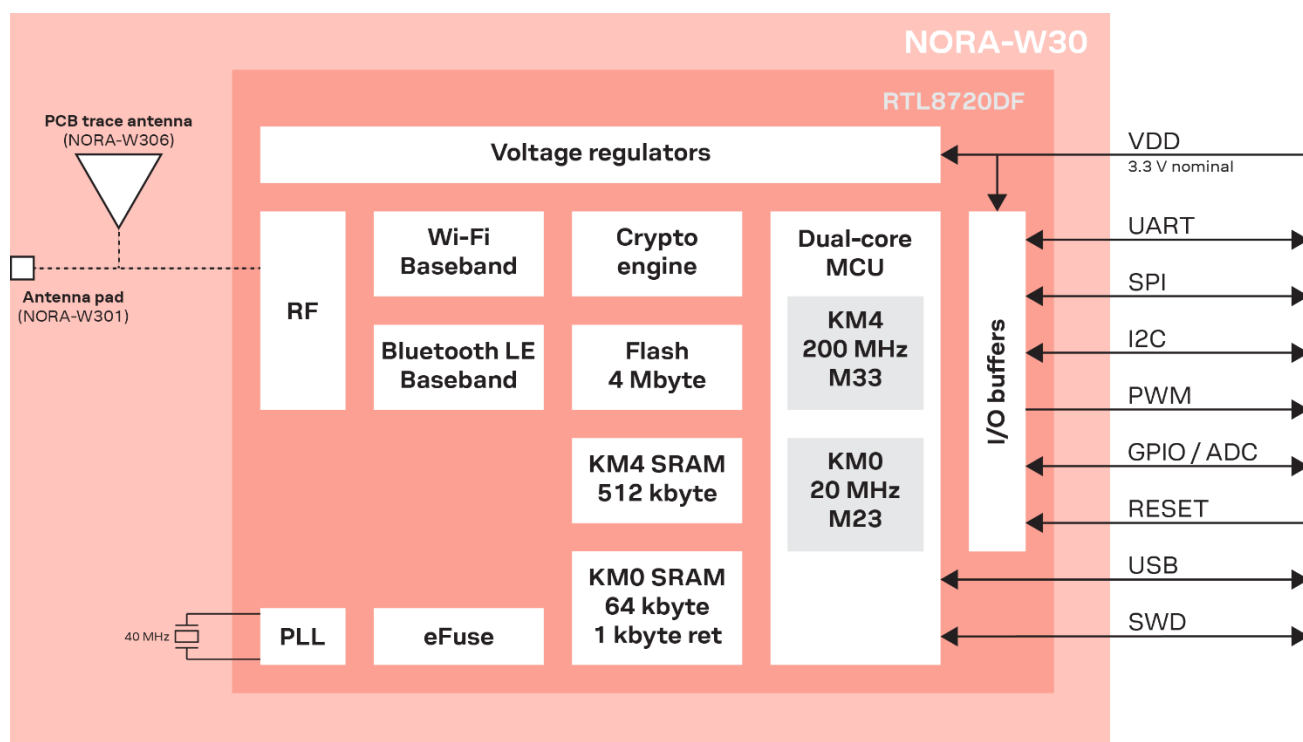 NORA-W30
RTL8720DF
PCB trace antenna
(NORA-W306)
Antenna pad
(NORA-W301)
Voltage regulators
RF
Wi-Fi
Baseband
Bluetooth LE
Baseband
Crypto
engine
Flash
4 Mbyte
KM4 SRAM
512 kbyte
KM0 SRAM
64 kbyte
1 kbyte ret
Dual-core
MCU
KM4
200 MHz
M33
KM0
20 MHz
M23
I/O buffers
40 MHz
PLL
eFuse
VDD
3.3 V nominal
UART
SPI
I2C
PWM
GPIO / ADC
RESET
USB
SWD